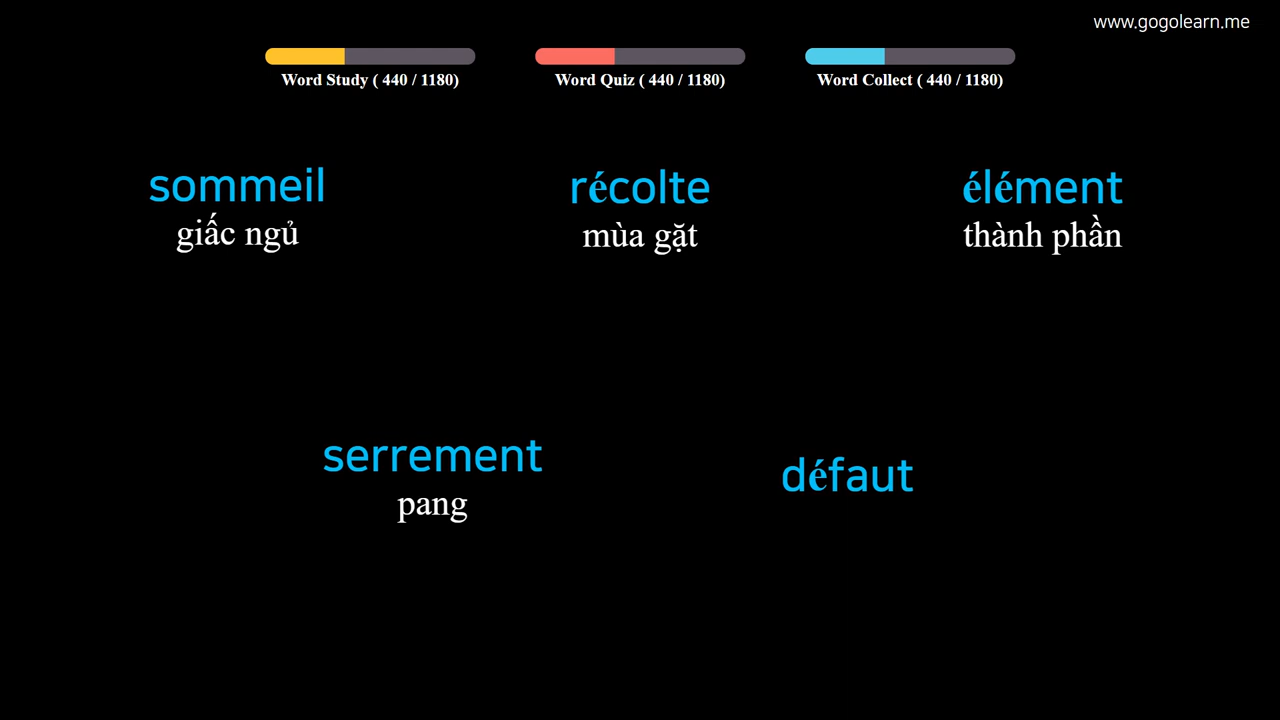 www.gogolearn.me
Word Study ( 440 / 1180)
Word Quiz ( 440 / 1180)
Word Collect ( 440 / 1180)
sommeil
giấc ngủ
récolte
mùa gặt
élément
thành phần
serrement
pang
défaut